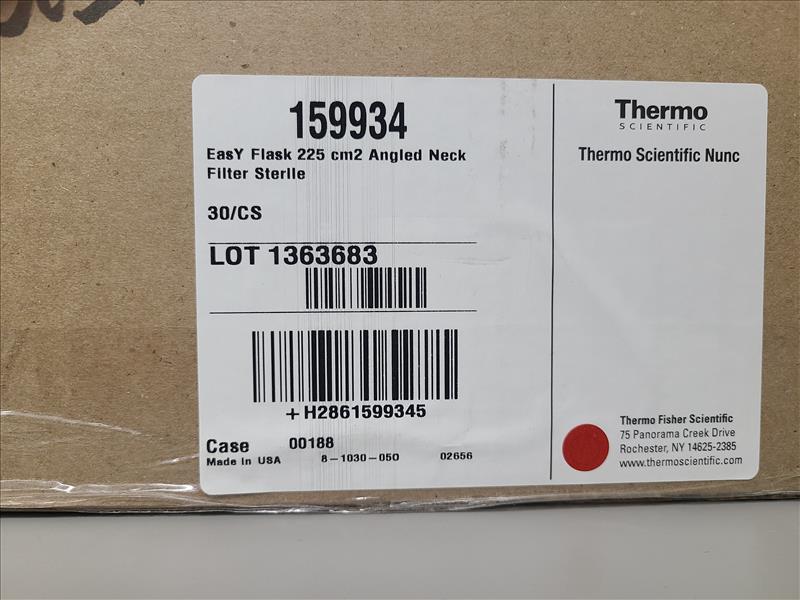 159934
EasY Flask 225 cm2 Angled Neck
Filter Sterile
30/CS
LOT 1363683
+H2861599345
Case 00188
Made in USA 8-1030-050 02656
Thermo
SCIENTIFIC
Thermo Scientific Nunc
Thermo Fisher Scientific
75 Panorama Creek Drive
Rochester, NY 14625-2385
www.thermoscientific.com